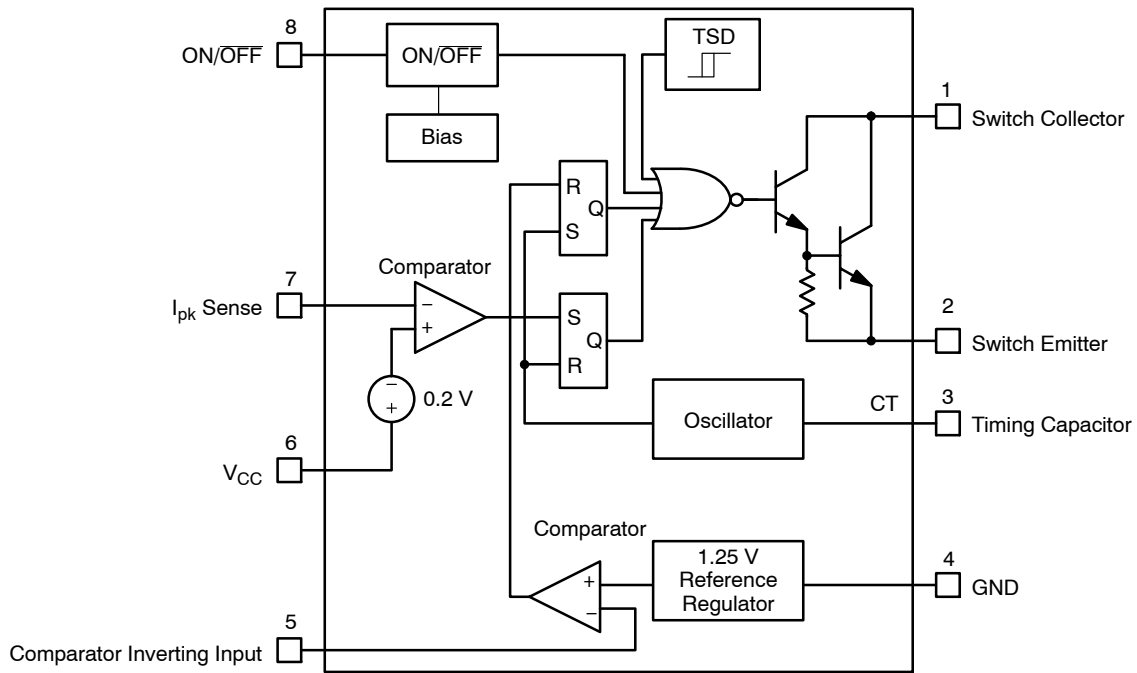 8
ON/OFF
ON/OFF
Bias
TSD
1
Switch Collector
R
Q
S
Comparator
7
Ipk Sense
−
+
S
Q
R
2
Switch Emitter
−
+
0.2 V
Oscillator
CT
3
Timing Capacitor
6
VCC
Comparator
+
−
1.25 V
Reference
Regulator
4
GND
5
Comparator Inverting Input